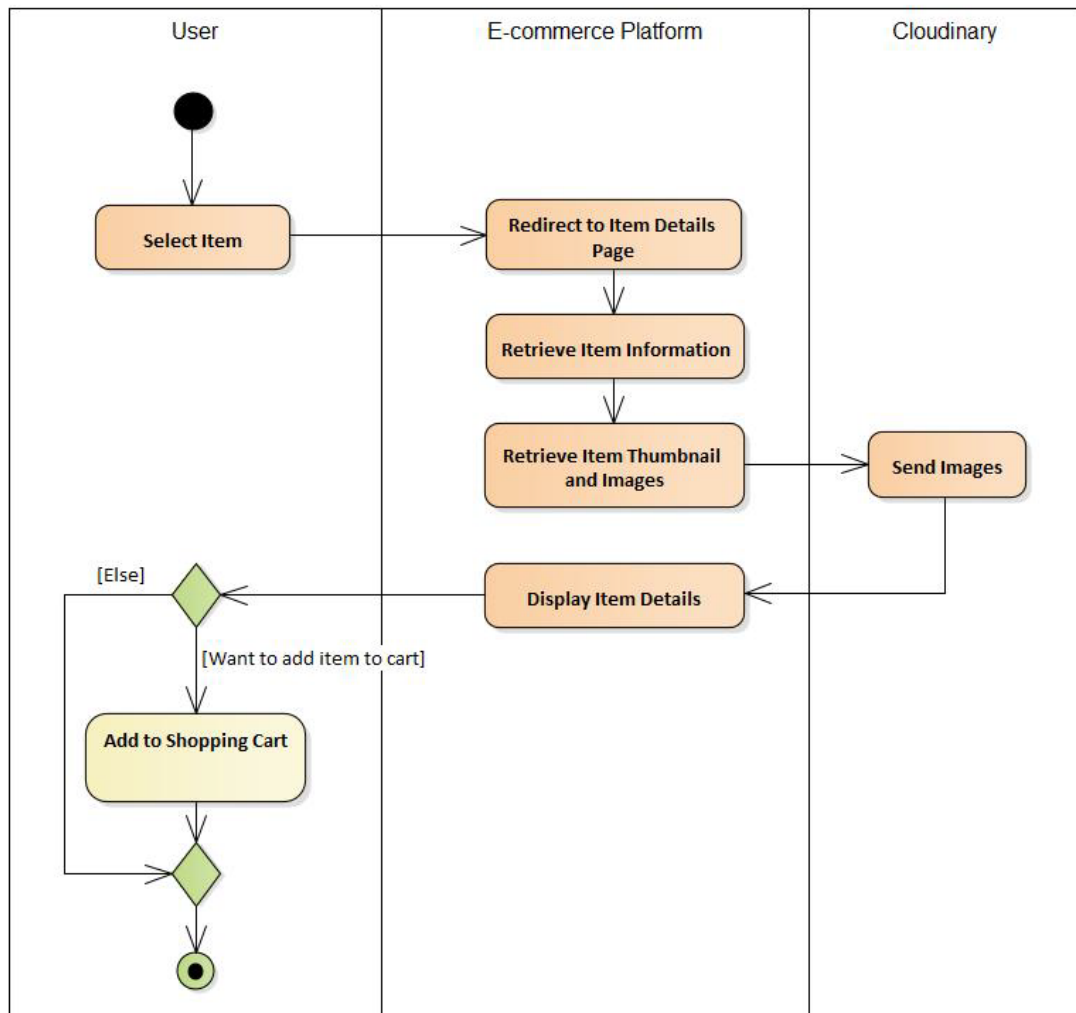 User
E-commerce Platform
Cloudinary
Select Item
Redirect to Item Details
Page
Retrieve Item Information
Retrieve Item Thumbnail
and Images
Send Images
Display Item Details
[Else]
[Want to add item to cart]
Add to Shopping Cart